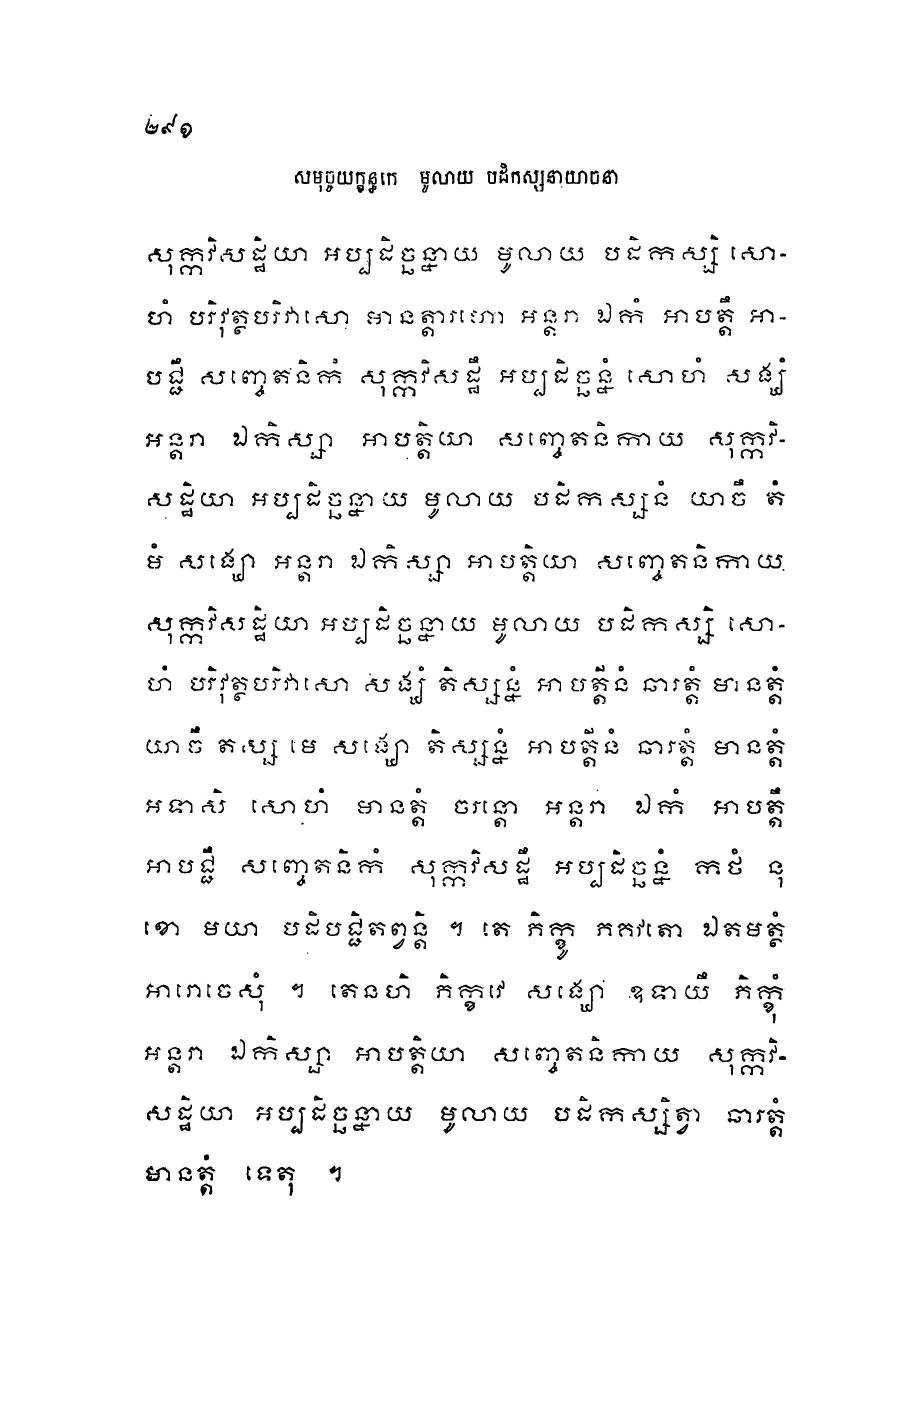 ២៩១
សមុច្ចយក្ខន្ធកេ មូលាយ បដិកស្សនាយាចនា
សុក្កវិសដ្ឋិយា អប្បដិច្ឆន្នាយ មូលាយ បដិកស្សិ សោ-
ហំ បរិវុត្ថបរិវាសោ មានត្តារហោ អន្តរា ឯកំ អាបត្តឹ អា-
បជ្ជឹ សញ្ចេតនិកំ សុក្កវិសដ្ឋឹ អប្បដិច្ឆន្នំ សោហំ សង្ឃំ
អន្តរា ឯកិស្សា អាបត្តិយា សញ្ចេតនិកាយ សុក្កវិ-
សដ្ឋិយា អប្បដិច្ឆន្នាយ មូលាយ បដិកស្សនំ យាចឹ តំ
មំ សង្ឃោ អន្តរា ឯកិស្សា អាបត្តិយា សញ្ចេតនិកាយ
សុក្កវិសដ្ឋិយា អប្បដិច្ឆន្នាយ មូលាយ បដិកស្សិ សោ-
ហំ បរិវុត្ថបរិវាសោ សង្ឃំ តិស្សន្នំ អាបត្តីនំ ឆារត្តំ មានត្តំ
យាចឹ តស្ស មេ សង្ឃោ តិស្សន្នំ អាបត្តីនំ ឆារត្តំ មានត្តំ
អទាសិ សោហំ មានត្តំ ចរន្តោ អន្តរា ឯកំ អាបត្តឹ
អាបជ្ជឹ សញ្ចេតនិកំ សុក្កវិសដ្ឋឹ អប្បដិច្ឆន្នំ កថំ នុ
ខោ មយា បដិបជ្ជិតព្វន្តិ ។ តេ ភិក្ខូ ភគវតោ ឯតមត្ថំ
អារោចេសុំ ។ តេនហិ ភិក្ខវេ សង្ឃោ ឧទាយឹ ភិក្ខុំ
អន្តរា ឯកិស្សា អាបត្តិយា សញ្ចេតនិកាយ សុក្កវិ-
សដ្ឋិយា អប្បដិច្ឆន្នាយ មូលាយ បដិកស្សិត្វា ឆារត្តំ
មានត្តំ ទេតុ ។